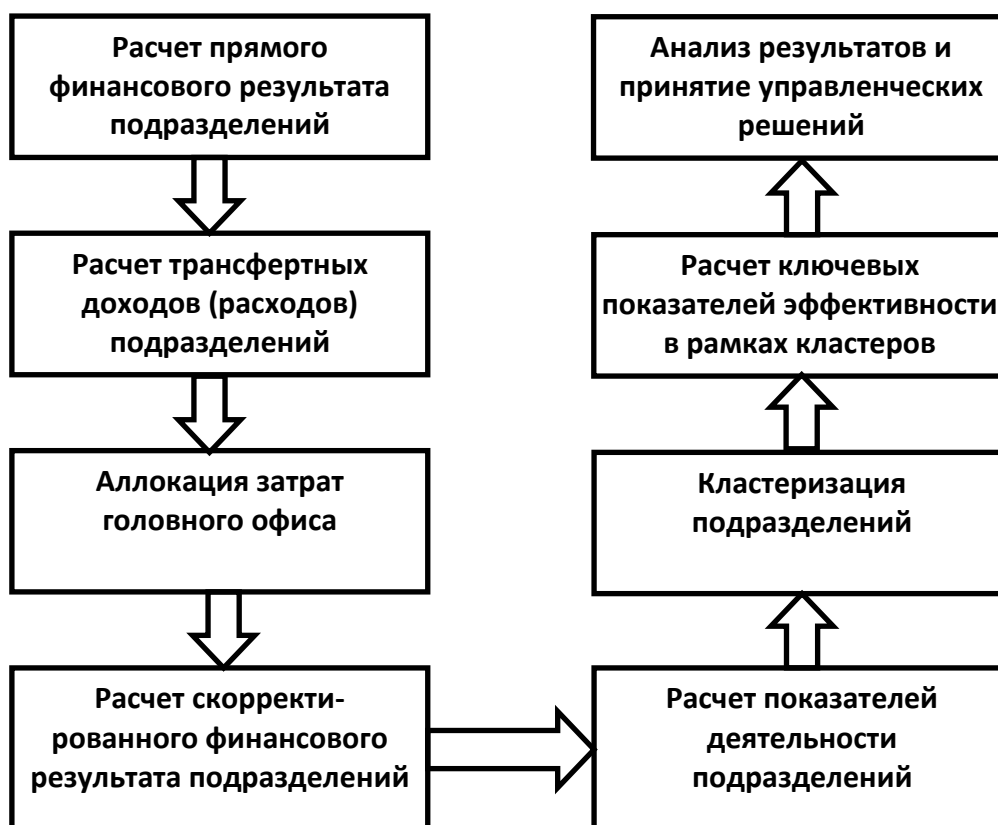 Расчет прямого
финансового результата
подразделений
Расчет трансфертных
доходов (расходов)
подразделений
Аллокация затрат
головного офиса
Расчет скорректи-
рованного финансового
результата подразделений
Расчет показателей
деятельности
подразделений
Кластеризация
подразделений
Расчет ключевых
показателей эффективности
в рамках кластеров
Анализ результатов и
принятие управленческих
решений